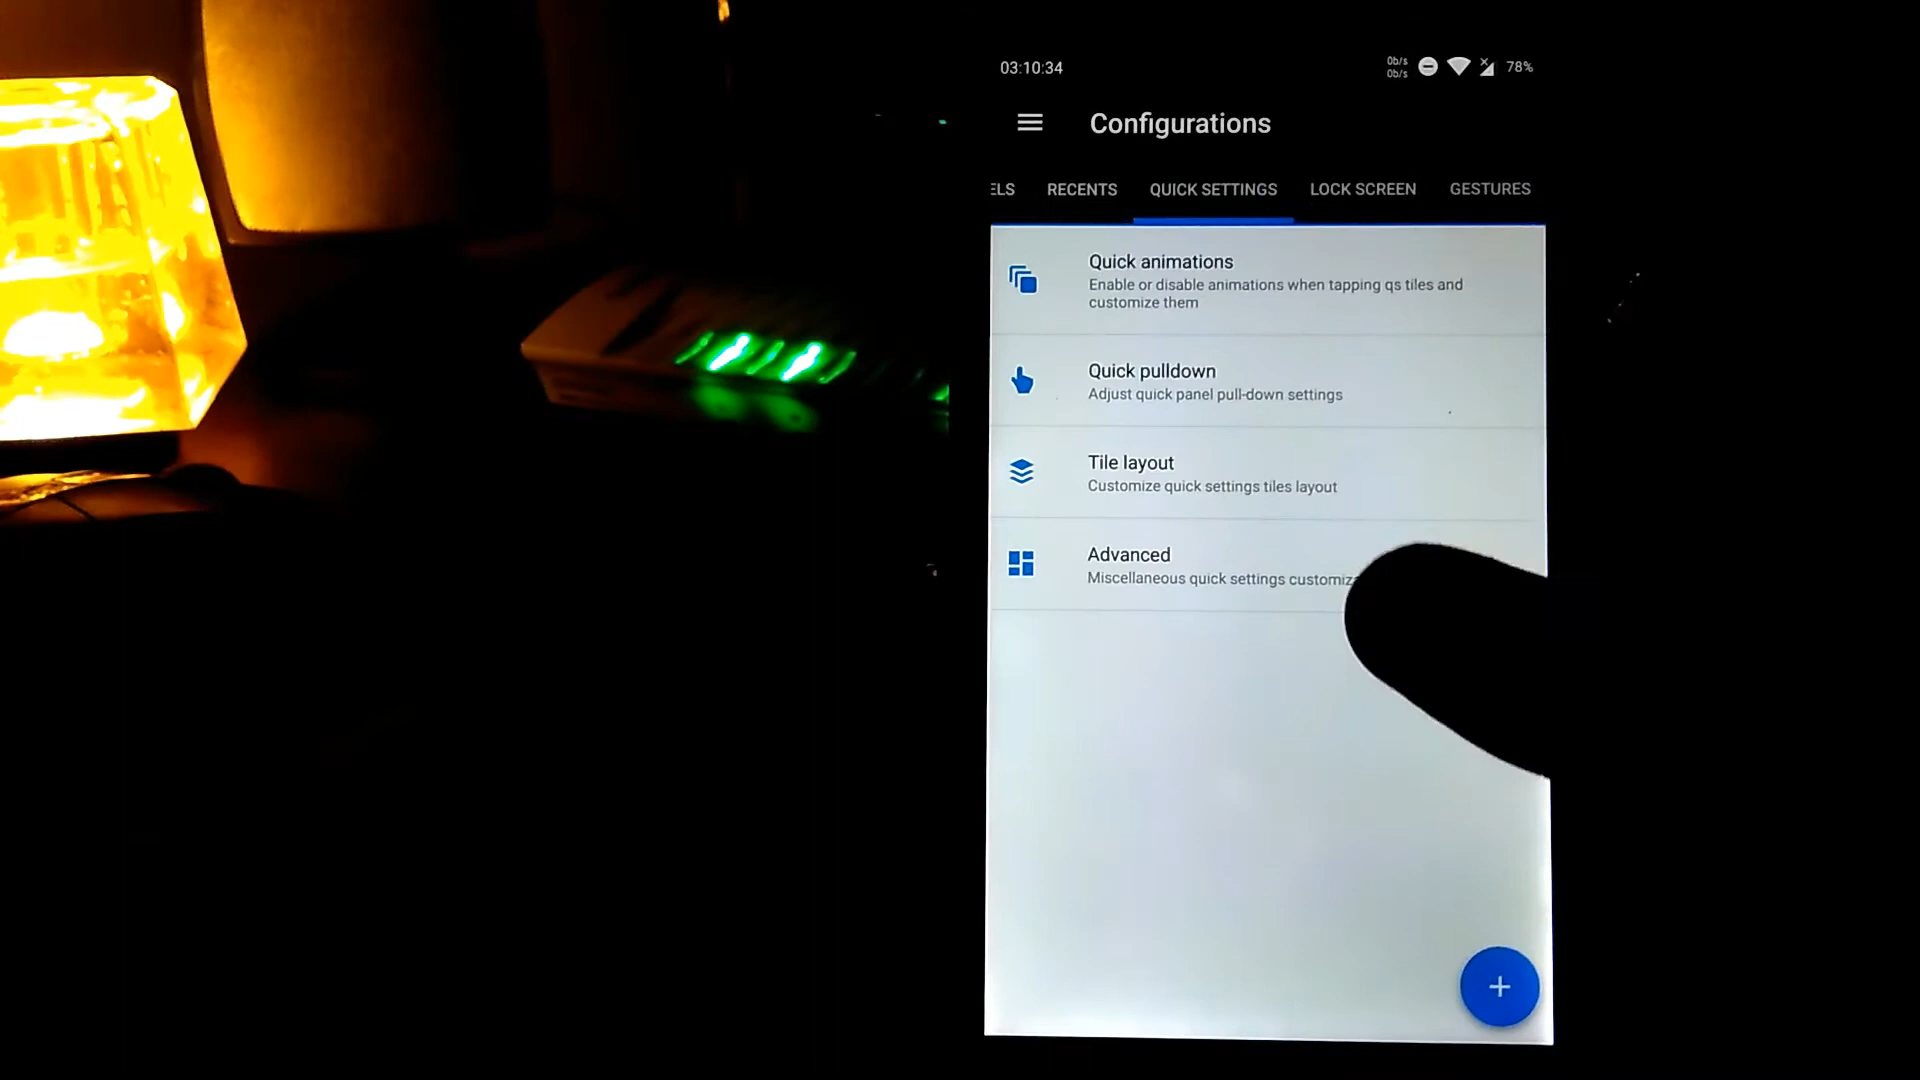 03:10:34
0b/s
0b/s
78%
Configurations
ELS RECENTS QUICK SETTINGS LOCK SCREEN GESTURES
Quick animations
Enable or disable animations when tapping qs tiles and
customize them
Quick pulldown
Adjust quick panel pull-down settings
Tile layout
Customize quick settings tiles layout
Advanced
Miscellaneous quick settings